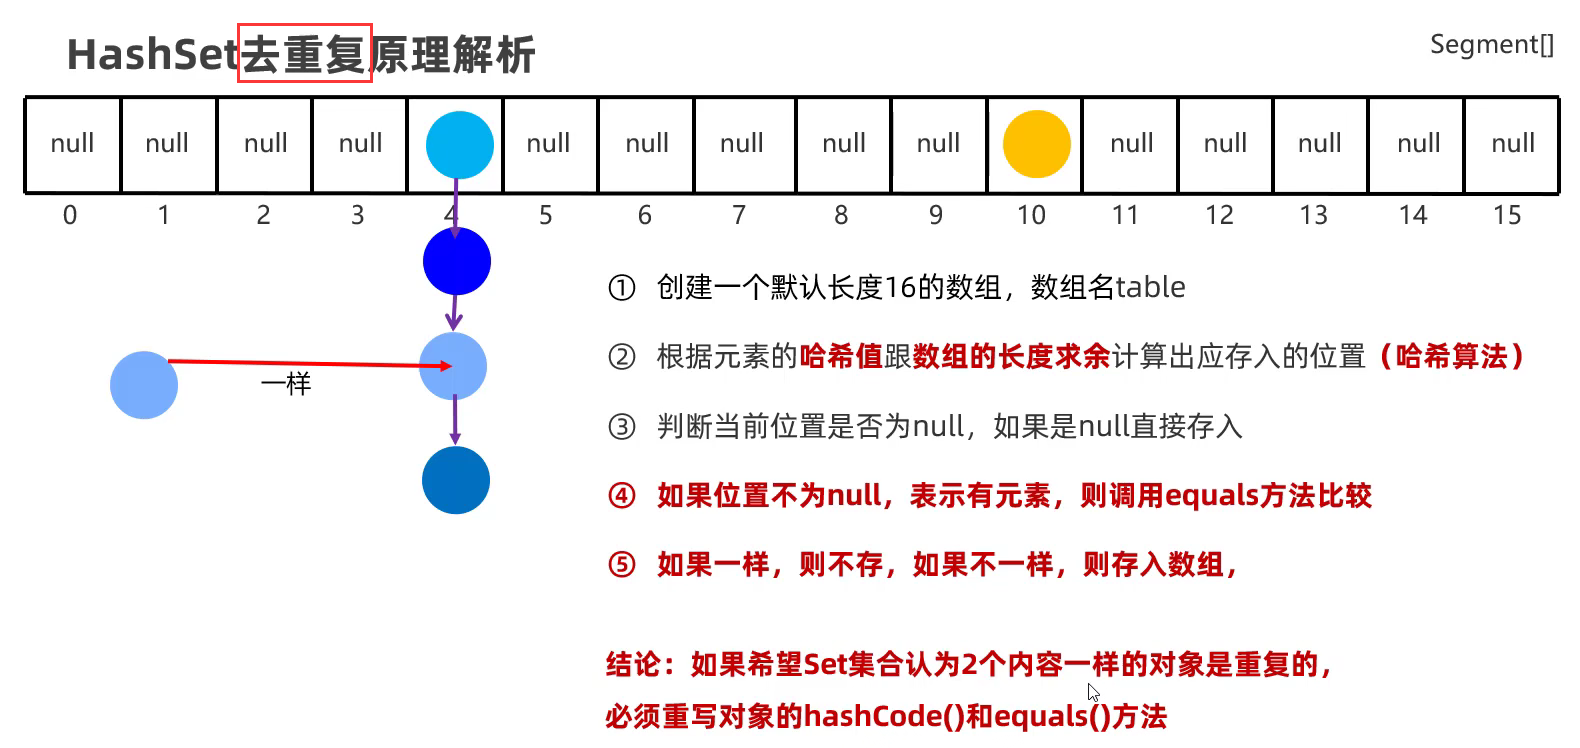 HashSet去重复原理解析
Segment[]
null null null null null null null null null null null null null null
0 1 2 3 4 5 6 7 8 9 10 11 12 13 14 15
① 创建一个默认长度16的数组，数组名table
② 根据元素的哈希值跟数组的长度求余计算出应存入的位置（哈希算法）
一样
③ 判断当前位置是否为null，如果是null直接存入
④ 如果位置不为null，表示有元素，则调用equals方法比较
⑤ 如果一样，则不存，如果不一样，则存入数组，
结论：如果希望Set集合认为2个内容一样的对象是重复的，
必须重写对象的hashCode()和equals()方法